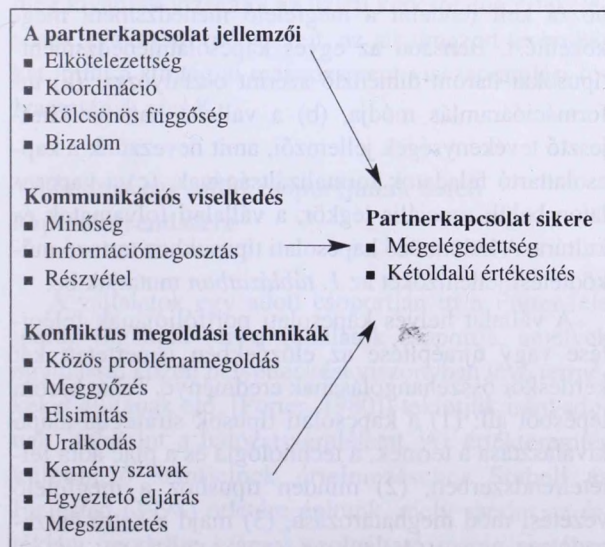 A partnerkapcsolat jellemzői
▪ Elkötelezettség
▪ Koordináció
▪ Kölcsönös függőség
▪ Bizalom
Kommunikációs viselkedés
▪ Minőség
▪ Információmegosztás
▪ Részvétel
Partnerkapcsolat sikere
▪ Megelégedettség
▪ Kétoldalú értékesítés
Konfliktus megoldási technikák
▪ Közös problémamegoldás
▪ Meggyőzés
▪ Elsimítás
▪ Uralkodás
▪ Kemény szavak
▪ Egyeztető eljárás
▪ Megszűntetés